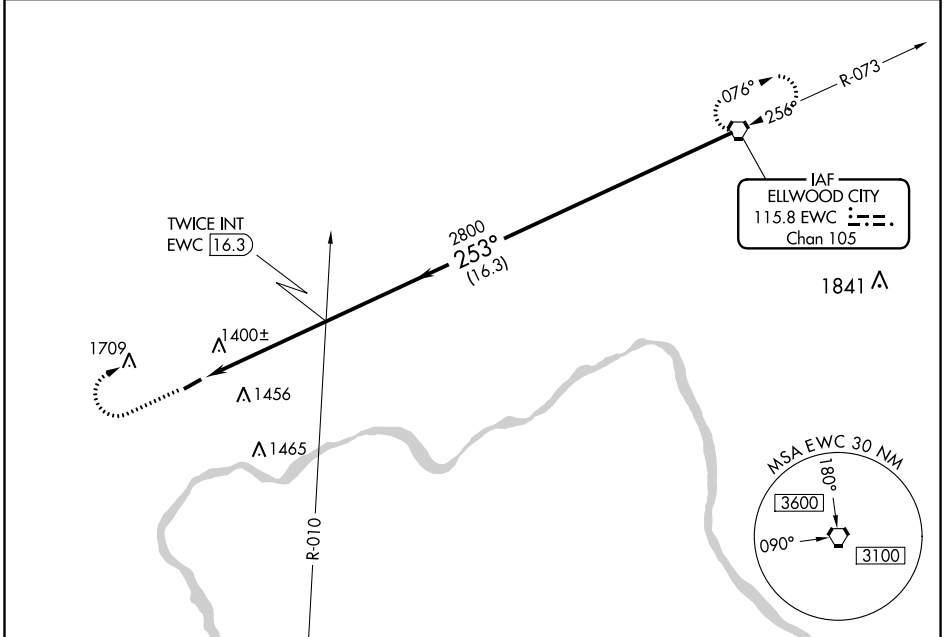 076°
256°
R-073
IAF
ELLWOOD CITY
115.8 EWC
Chan 105
TWICE INT
EWC 16.3
2800
253°
(16.3)
1841
1709
1400±
1456
1465
R-010
MSA EWC 30 NM
180°
3600
090°
3100